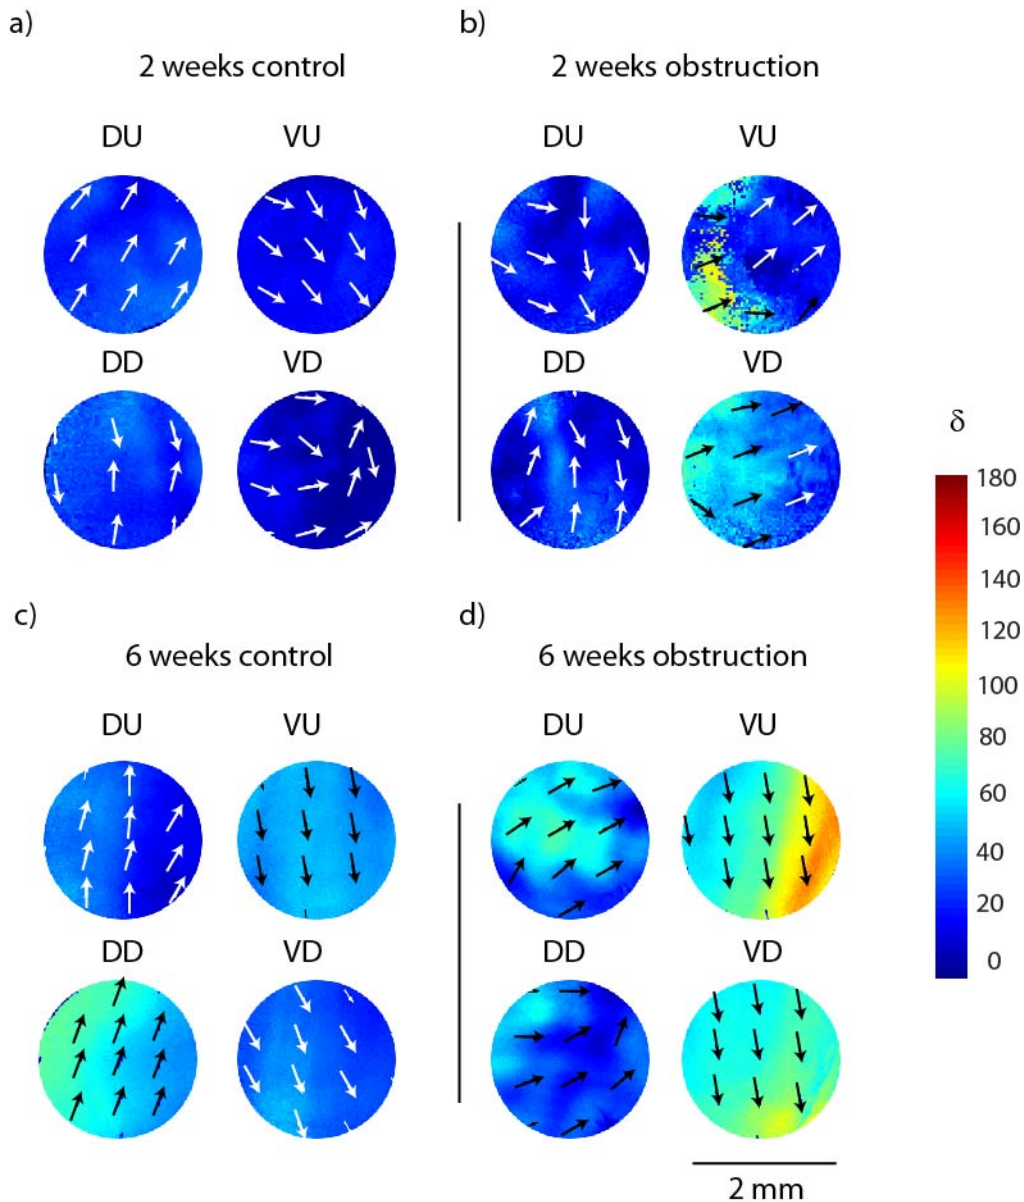 a)
2 weeks control
DU VU
DD VD
b)
2 weeks obstruction
DU VU
DD VD
c)
6 weeks control
DU VU
DD VD
d)
6 weeks obstruction
DU VU
DD VD
2 mm
δ
180
160
140
120
100
80
60
40
20
0